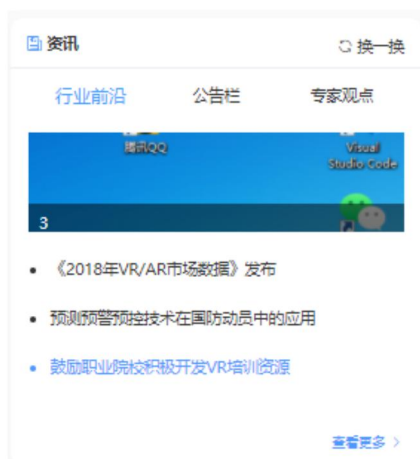 资讯
换一换
行业前沿 公告栏 专家观点
腾讯QQ Visual
Studio Code
3
《2018年VR/AR市场数据》发布
预测预警预控技术在国防动员中的应用
鼓励职业院校积极开发VR培训资源
查看更多